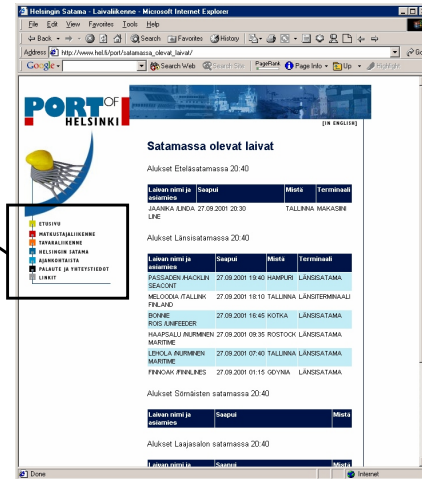 Helsingin Satama - Laivaliikenne - Microsoft Internet Explorer
File Edit View Favorites Tools Help
Back Search Favorites History
Address http://www.hel.fi/port/satamassa_olevat_laivat/ Go
Google Search Web Search Site PageRank Page Info Up Highlight
PORT OF HELSINKI
[IN ENGLISH]
ETUSIVU
MATKUSTAJALIIKENNE
TAVARALIIKENNE
HELSINGIN SATAMA
AJANKOHTAISTA
PALAUTE JA YHTEYSTIEDOT
LINKIT
Satamassa olevat laivat
Alukset Eteläsatamassa 20:40
Laivan nimi ja asiamies Saapui Mistä Terminaali
JAANIKA /LINDA LINE 27.09.2001 20:30 TALLINNA MAKASIINI
Alukset Länsisatamassa 20:40
Laivan nimi ja asiamies Saapui Mistä Terminaali
PASSADEN /HACKLIN SEACONT 27.09.2001 19:40 HAMPURI LÄNSISATAMA
MELOODIA /TALLINK FINLAND 27.09.2001 18:10 TALLINNA LÄNSITERMINAALI
BONNIE ROIS /UNIFEEDER 27.09.2001 16:45 KOTKA LÄNSISATAMA
HAAPSALU /NURMINEN MARITIME 27.09.2001 09:35 ROSTOCK LÄNSISATAMA
LEHOLA /NURMINEN MARITIME 27.09.2001 07:40 TALLINNA LÄNSISATAMA
FINNOAK /FINNLINES 27.09.2001 01:15 GDYNIA LÄNSISATAMA
Alukset Sörnäisten satamassa 20:40
Laivan nimi ja asiamies Saapui Mistä
Alukset Laajasalon satamassa 20:40
Laivan nimi ja Saapui Mistä
Done Internet